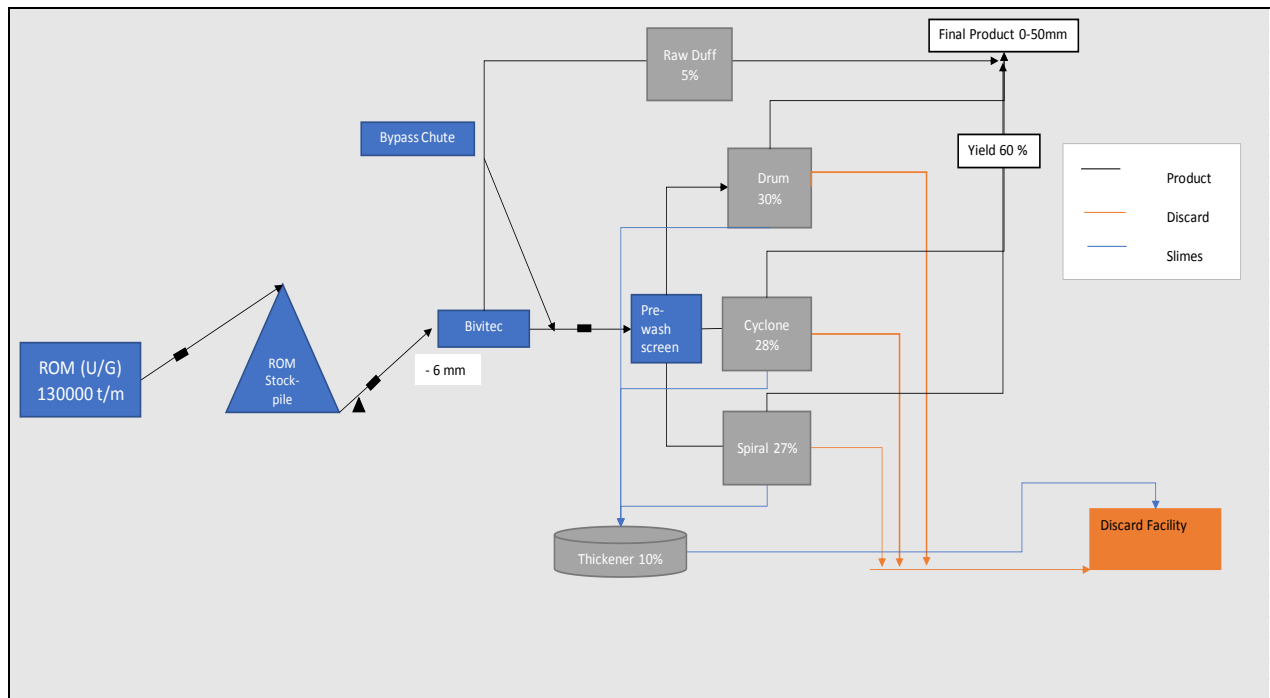 Final Product 0-50mm
Raw Duff
5%
Bypass Chute
Yield 60 %
Drum
30%
Product
Discard
Slimes
Bivitec
Pre-
wash
screen
Cyclone
28%
ROM (U/G)
130000 t/m
ROM
Stock-
pile
- 6 mm
Spiral 27%
Thickener 10%
Discard Facility